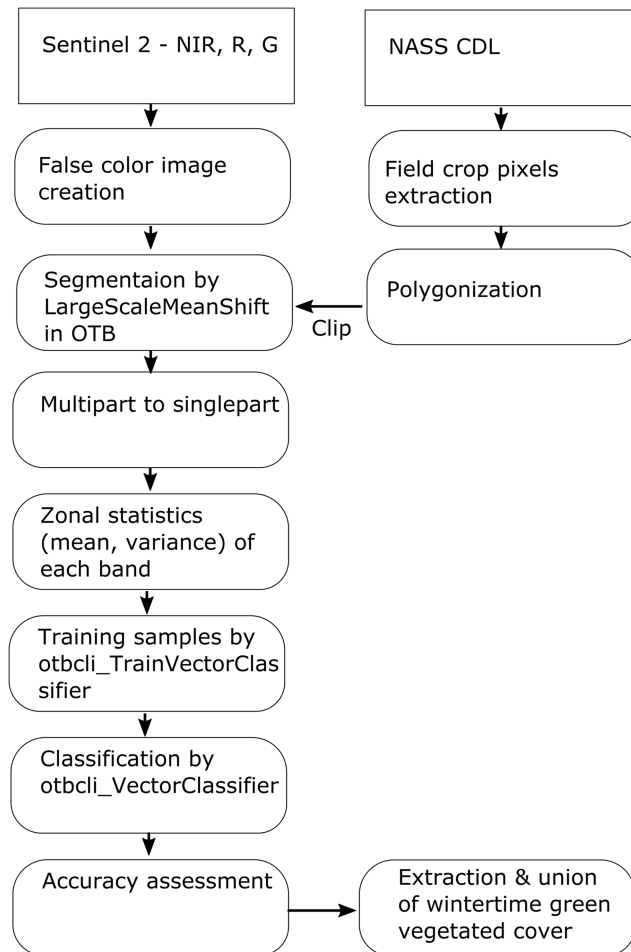 Sentinel 2 - NIR, R, G
NASS CDL
False color image
creation
Field crop pixels
extraction
Segmentaion by
LargeScaleMeanShift
in OTB
Clip
Polygonization
Multipart to singlepart
Zonal statistics
(mean, variance) of
each band
Training samples by
otbcli_TrainVectorClas
sifier
Classification by
otbcli_VectorClassifier
Accuracy assessment
Extraction & union
of wintertime green
vegetated cover